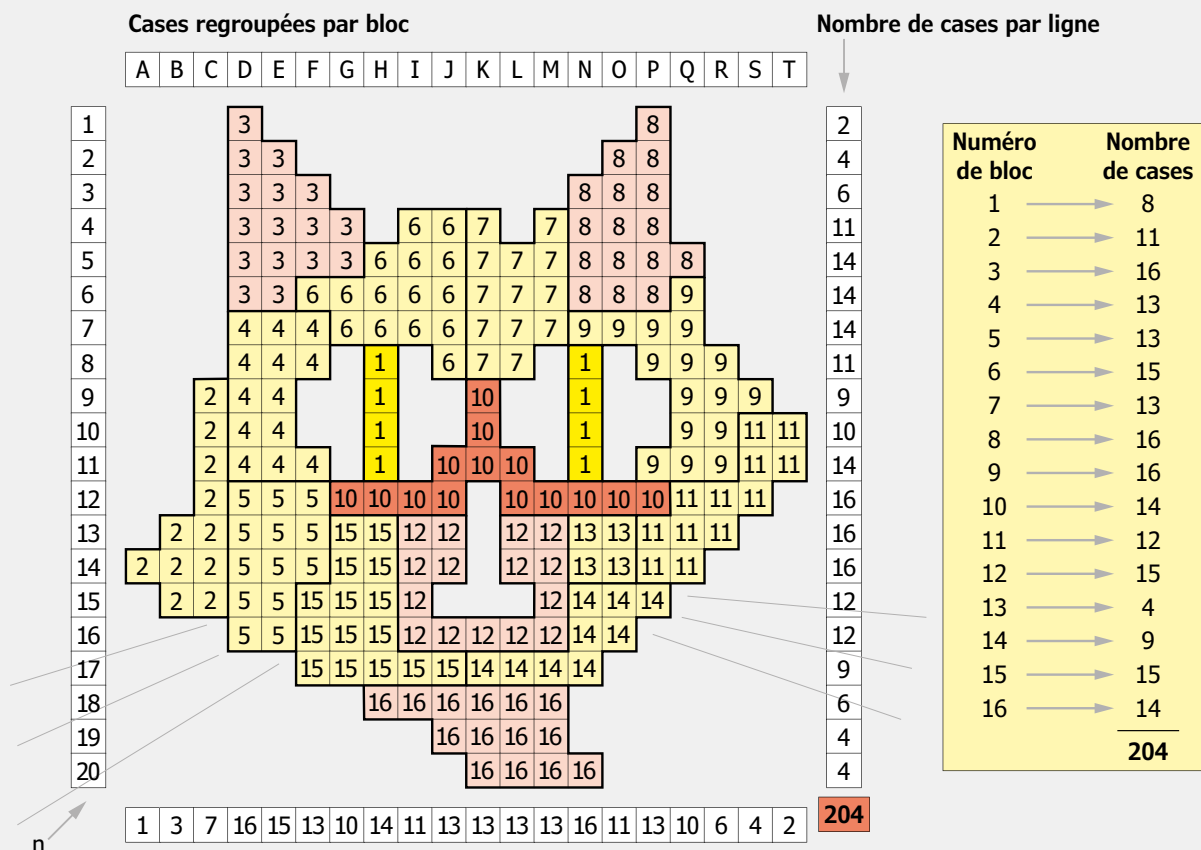 Cases regroupées par bloc
Nombre de cases par ligne
A B C D E F G H I J K L M N O P Q R S T
1 3 8 2
2 3 3 8 8 4
3 3 3 3 8 8 8 6
4 3 3 3 3 6 6 7 7 8 8 8 11
5 3 3 3 3 6 6 6 7 7 7 8 8 8 8 14
6 3 3 6 6 6 6 6 7 7 7 8 8 8 9 14
7 4 4 4 6 6 6 6 7 7 7 9 9 9 9 14
8 4 4 4 1 6 7 7 1 9 9 9 11
9 2 4 4 1 10 1 9 9 9 9
10 2 4 4 1 10 1 9 9 11 11 10
11 2 4 4 4 1 10 10 10 1 9 9 9 11 11 14
12 2 5 5 5 10 10 10 10 10 10 10 10 10 11 11 11 16
13 2 2 5 5 5 15 15 12 12 12 12 13 13 11 11 11 16
14 2 2 2 5 5 5 15 15 12 12 12 12 13 13 11 11 16
15 2 2 5 5 15 15 15 12 12 14 14 14 12
16 5 5 15 15 15 12 12 12 12 12 14 14 12
17 15 15 15 15 15 14 14 14 14 9
18 16 16 16 16 16 16 6
19 16 16 16 16 4
20 16 16 16 16 4
n
1 3 7 16 15 13 10 14 11 13 13 13 13 16 11 13 10 6 4 2 204
Numéro de bloc
Nombre de cases
1 8
2 11
3 16
4 13
5 13
6 15
7 13
8 16
9 16
10 14
11 12
12 15
13 4
14 9
15 15
16 14
204